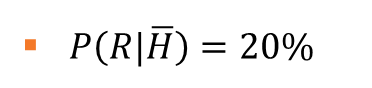 ▪ P(R|H̅) = 20%